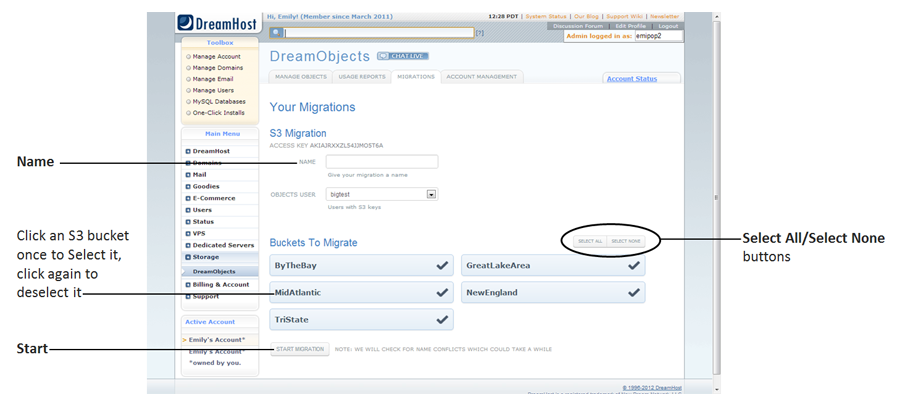 Hi, Emily! (Member since March 2011)
12:28 PDT | System Status | Our Blog | Support Wiki | Newsletter
DreamHost
Discussion Forum | Edit Profile | Logout
[?]
Admin logged in as: emipop2
Toolbox
Manage Account
Manage Domains
Manage Email
Manage Users
MySQL Databases
One-Click Installs
DreamObjects
CHAT LIVE
MANAGE OBJECTS
USAGE REPORTS
MIGRATIONS
ACCOUNT MANAGEMENT
Account Status
Your Migrations
Main Menu
DreamHost
Domains
Mail
Goodies
E-Commerce
Users
Status
VPS
Dedicated Servers
Storage
DreamObjects
Billing & Account
Support
S3 Migration
ACCESS KEY AKIAJRXXZL54JJMO5T6A
Name
NAME
Give your migration a name
OBJECTS USER
bigtest
Users with S3 keys
Click an S3 bucket
once to Select it,
click again to
deselect it
Buckets To Migrate
SELECT ALL
SELECT NONE
Select All/Select None
buttons
ByTheBay
GreatLakeArea
MidAtlantic
NewEngland
TriState
Active Account
> Emily's Account*
Emily's Account*
*owned by you.
Start
START MIGRATION
NOTE: WE WILL CHECK FOR NAME CONFLICTS WHICH COULD TAKE A WHILE
© 1996-2012 DreamHost